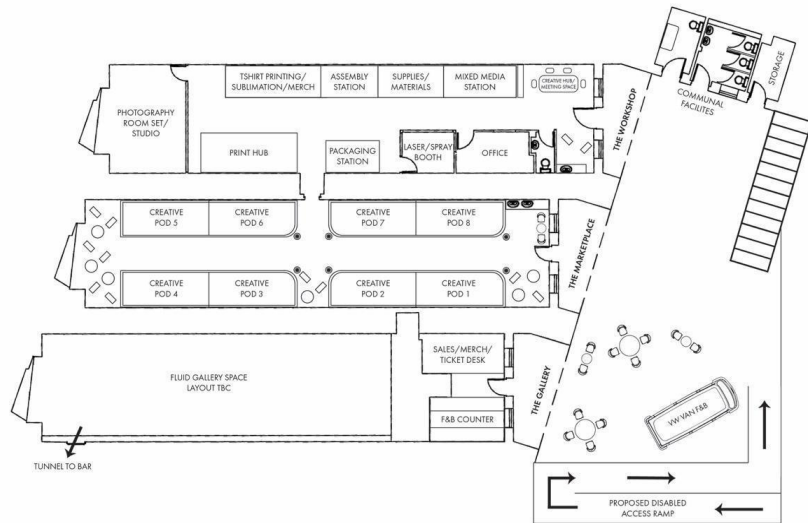 TSHIRT PRINTING/
SUBLIMATION/MERCH
ASSEMBLY
STATION
SUPPLIES/
MATERIALS
MIXED MEDIA
STATION
CREATIVE HUB/
MEETING SPACE
PHOTOGRAPHY
ROOM SET/
STUDIO
PRINT HUB
PACKAGING
STATION
LASER/SPRAY
BOOTH
OFFICE
THE WORKSHOP
COMMUNAL
FACILITES
STORAGE
CREATIVE
POD 5
CREATIVE
POD 6
CREATIVE
POD 7
CREATIVE
POD 8
CREATIVE
POD 4
CREATIVE
POD 3
CREATIVE
POD 2
CREATIVE
POD 1
THE MARKETPLACE
FLUID GALLERY SPACE
LAYOUT TBC
SALES/MERCH/
TICKET DESK
F&B COUNTER
THE GALLERY
VW VAN F&B
TUNNEL TO BAR
PROPOSED DISABLED
ACCESS RAMP